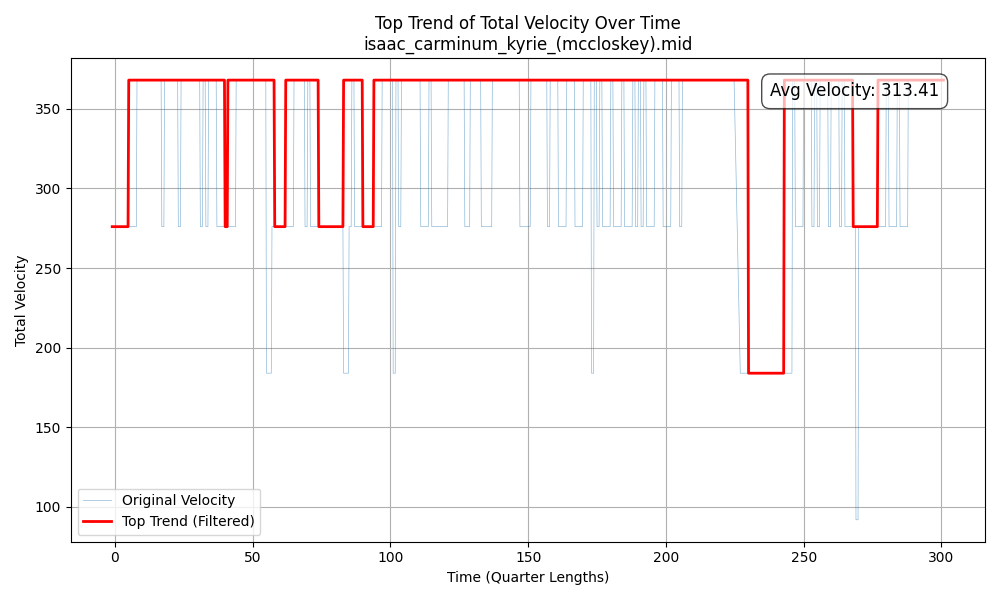 Top Trend of Total Velocity Over Time
isaac_carminum_kyrie_(mccloskey).mid
Avg Velocity: 313.41
Total Velocity
350
300
250
200
150
100
Original Velocity
Top Trend (Filtered)
0 50 100 150 200 250 300
Time (Quarter Lengths)